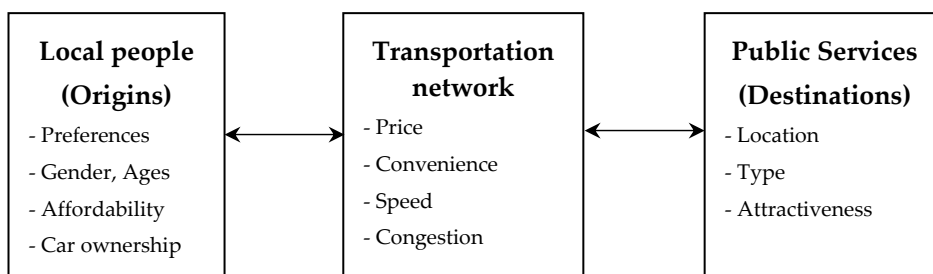 Local people
(Origins)
- Preferences
- Gender, Ages
- Affordability
- Car ownership
Transportation
network
- Price
- Convenience
- Speed
- Congestion
Public Services
(Destinations)
- Location
- Type
- Attractiveness